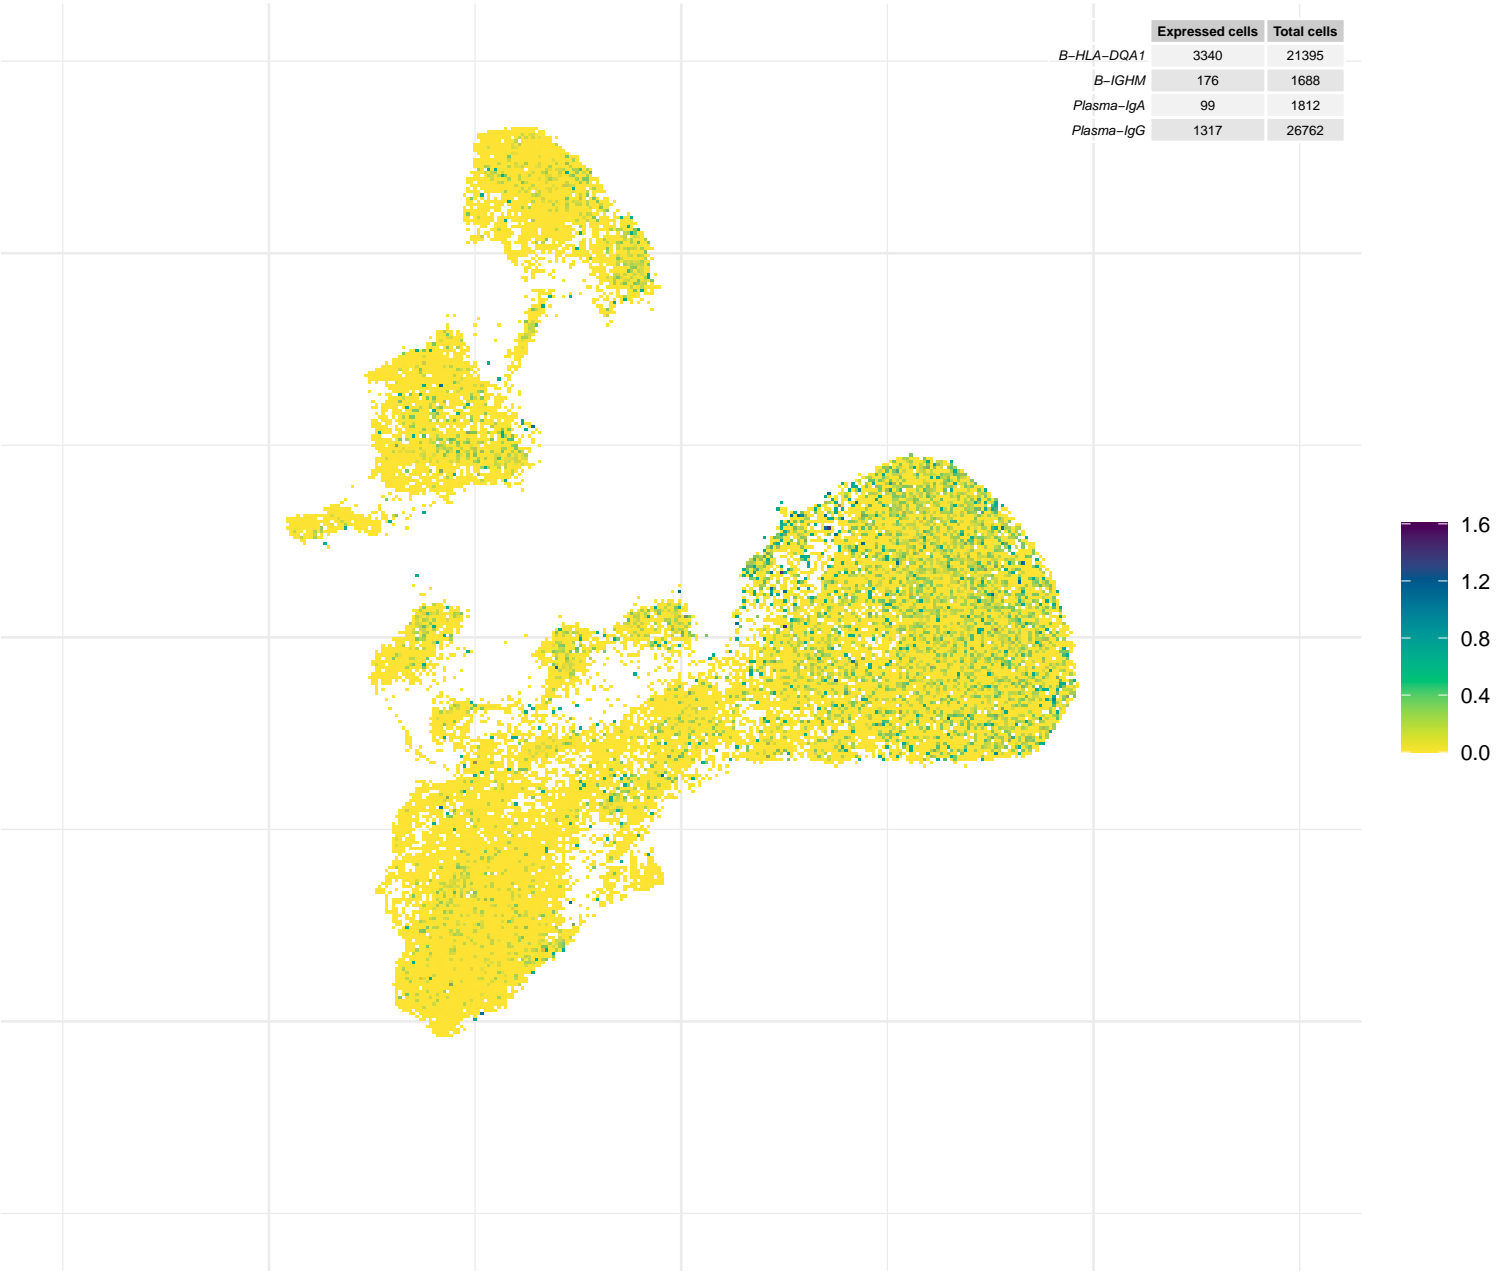 Expressed cells Total cells
B−HLA−DQA1 3340 21395
B−IGHM 176 1688
Plasma−IgA 99 1812
Plasma−IgG 1317 26762
1.6
1.2
0.8
0.4
0.0